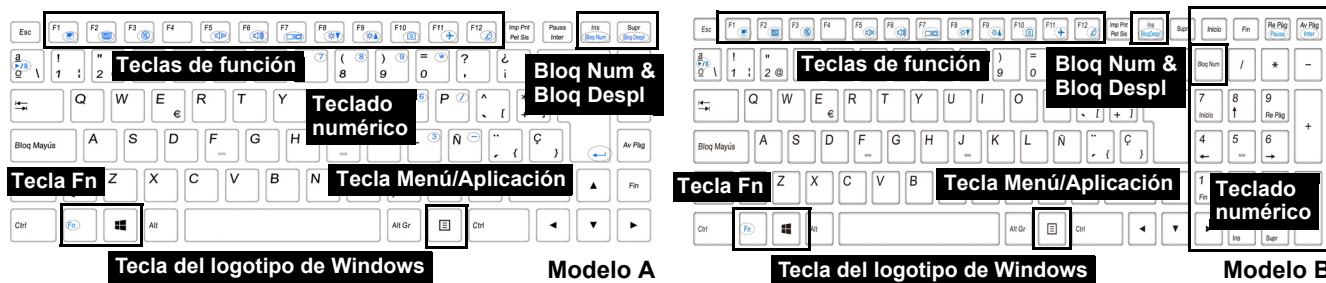 Esc F1 F2 F3 F4 F5 F6 F7 F8 F9 F10 F11 F12 Imp Pnt Pet Sis Pausa Inter Ins Bloq Num Supr Bloq Despl
Teclas de función
Bloq Num &
Bloq Despl
Q W E € R T Y
Teclado
numérico
P
Bloq Mayús A S D F G H Ñ Ç Av Pág
Tecla Fn
Z X C V B N
Tecla Menú/Aplicación
Fin
Ctrl Fn Alt Alt Gr Ctrl
Tecla del logotipo de Windows
Modelo A
Esc F1 F2 F3 F4 F5 F6 F7 F8 F9 F10 F11 F12 Imp Pnt Pet Sis Ins BloqDespl Supr Inicio Fin Re Pág Pausa Av Pág Inter
Teclas de función
Bloq Num &
Bloq Despl
Bloq Num / * -
Q W E € R T Y U I O
7 Inicio 8 ↑ 9 Re Pág +
Bloq Mayús A S D F G H J K L Ñ Ç
4 ← 5 6 →
Tecla Fn
Z X C V B
Tecla Menú/Aplicación
1 Fin
Teclado
numérico
Ctrl Fn Alt Alt Gr Ctrl Ins Supr
Tecla del logotipo de Windows
Modelo B